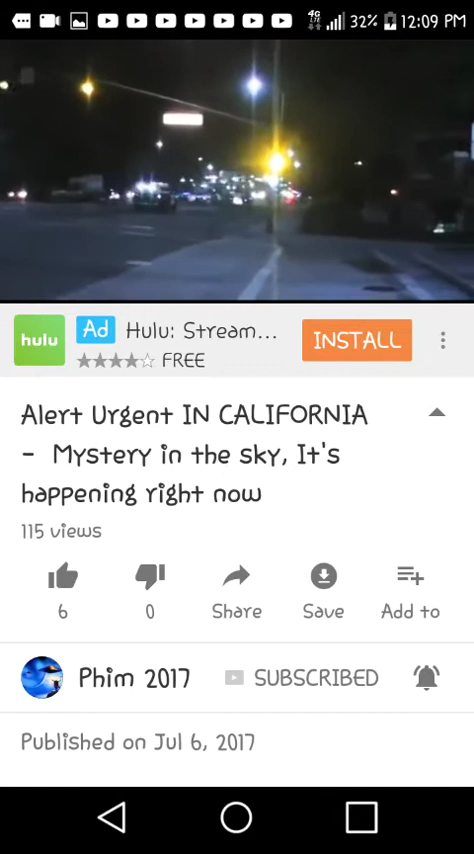 4G
LTE
32%
12:09 PM
hulu
Ad Hulu: Stream...
FREE
INSTALL
Alert Urgent IN CALIFORNIA
- Mystery in the sky, It's
happening right now
115 views
6
0
Share
Save
Add to
Phim 2017
SUBSCRIBED
Published on Jul 6, 2017